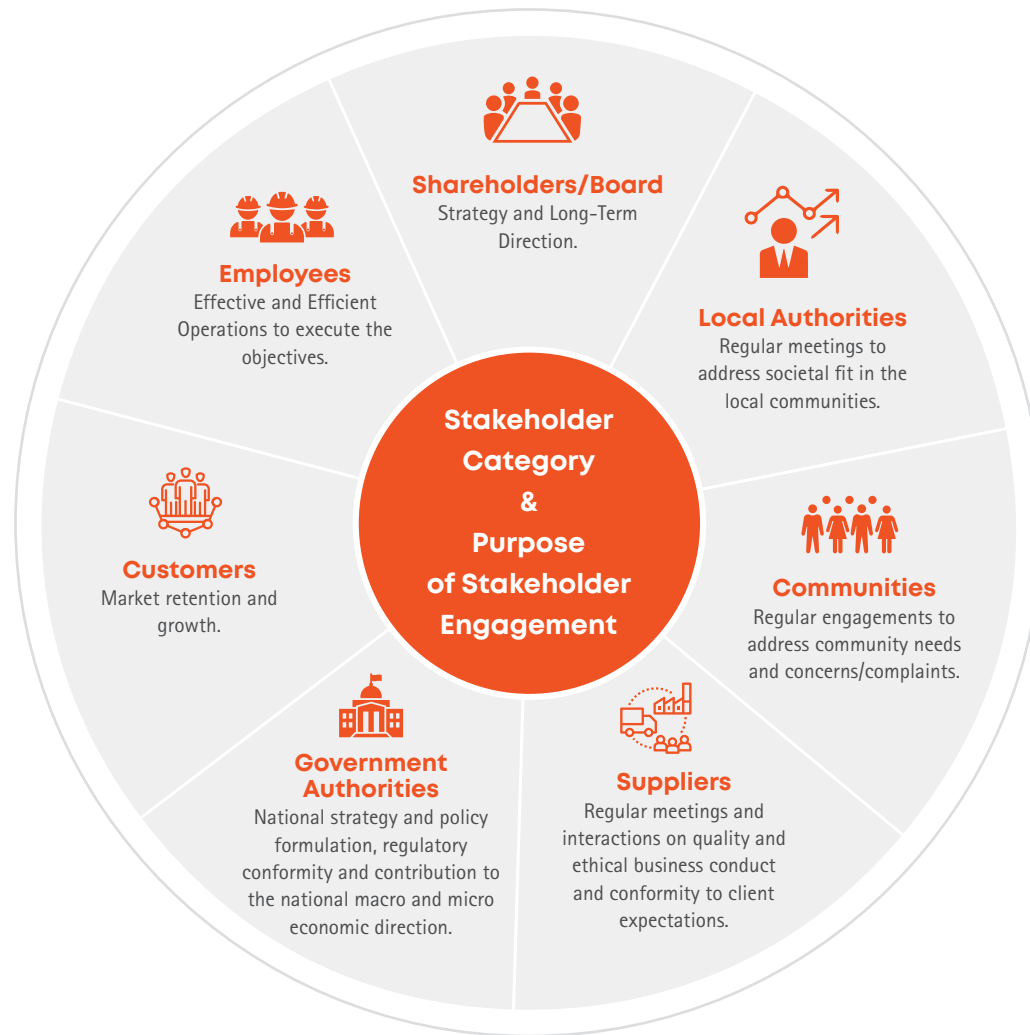 Shareholders/Board
Strategy and Long-Term
Direction.
Local Authorities
Regular meetings to
address societal fit in the
local communities.
Communities
Regular engagements to
address community needs
and concerns/complaints.
Suppliers
Regular meetings and
interactions on quality and
ethical business conduct
and conformity to client
expectations.
Government
Authorities
National strategy and policy
formulation, regulatory
conformity and contribution to
the national macro and micro
economic direction.
Customers
Market retention and
growth.
Employees
Effective and Efficient
Operations to execute the
objectives.
Stakeholder
Category
&
Purpose
of Stakeholder
Engagement